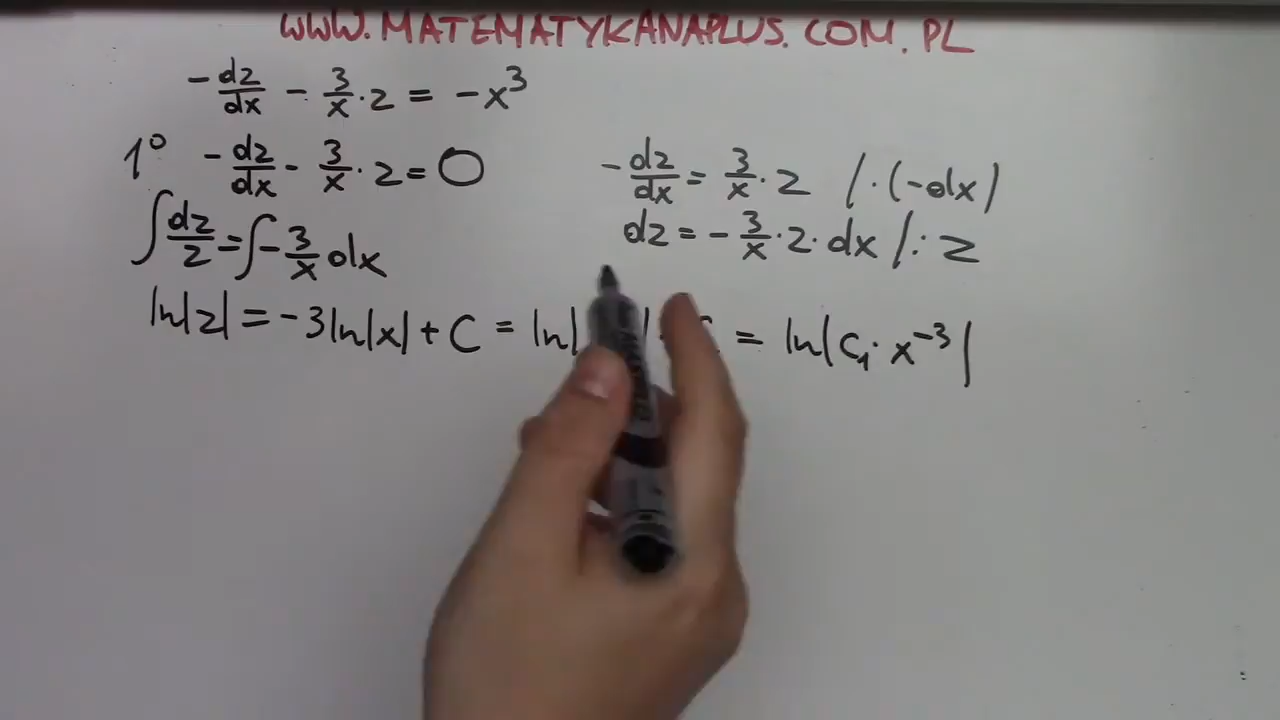 WWW.MATEMATYKANAPLUS.COM.PL
-dz/dx - 3/x · z = -x³
1° -dz/dx - 3/x · z = 0
-dz/dx = 3/x · z /·(-dx)
dz = -3/x · z · dx /: z
∫dz/z = ∫-3/x dx
ln|z| = -3ln|x| + C = ln| = ln|C₁· x⁻³|